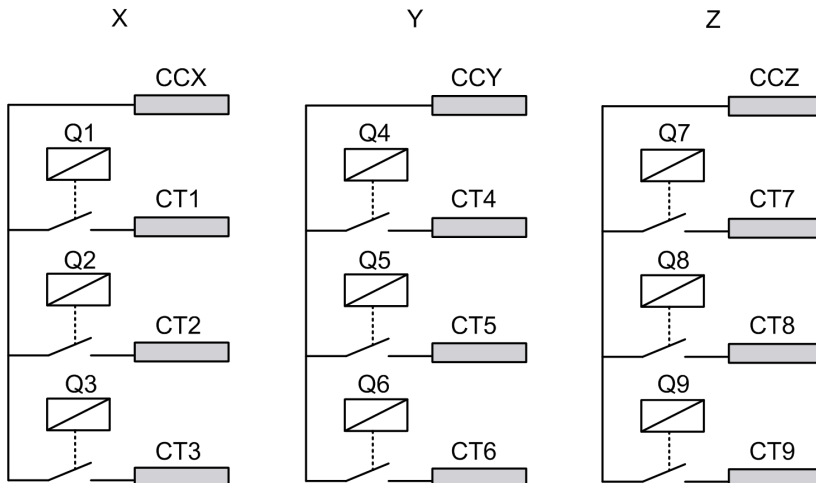 X Y Z
CCX CCY CCZ
Q1 Q4 Q7
CT1 CT4 CT7
Q2 Q5 Q8
CT2 CT5 CT8
Q3 Q6 Q9
CT3 CT6 CT9